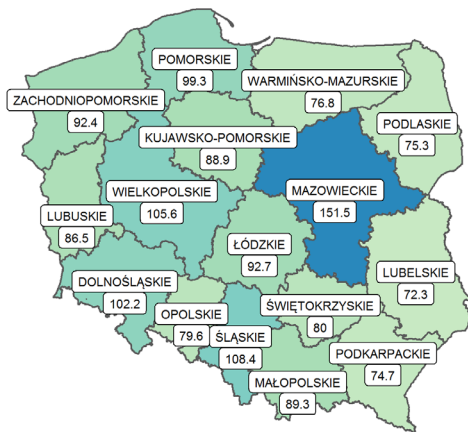 POMORSKIE
99.3
WARMIŃSKO-MAZURSKIE
76.8
ZACHODNIOPOMORSKIE
92.4
PODLASKIE
75.3
KUJAWSKO-POMORSKIE
88.9
WIELKOPOLSKIE
105.6
MAZOWIECKIE
151.5
LUBUSKIE
86.5
ŁÓDZKIE
92.7
LUBELSKIE
72.3
DOLNOŚLĄSKIE
102.2
OPOLSKIE
79.6
ŚWIĘTOKRZYSKIE
80
ŚLĄSKIE
108.4
PODKARPACKIE
74.7
MAŁOPOLSKIE
89.3